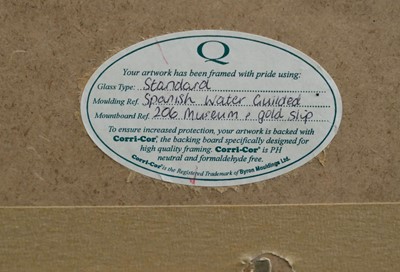 Q
Your artwork has been framed with pride using:
Glass Type: Standard
Moulding Ref. Spanish Water Guilded
Mountboard Ref. 206 Mureum + gold slip
To ensure increased protection, your artwork is backed with
Corri-Cor®, the backing board specifically designed for
high quality framing. Corri-Cor® is PH
neutral and formaldehyde free.
Corri-Cor® is the Registered Trademark of Byron Mouldings Ltd.